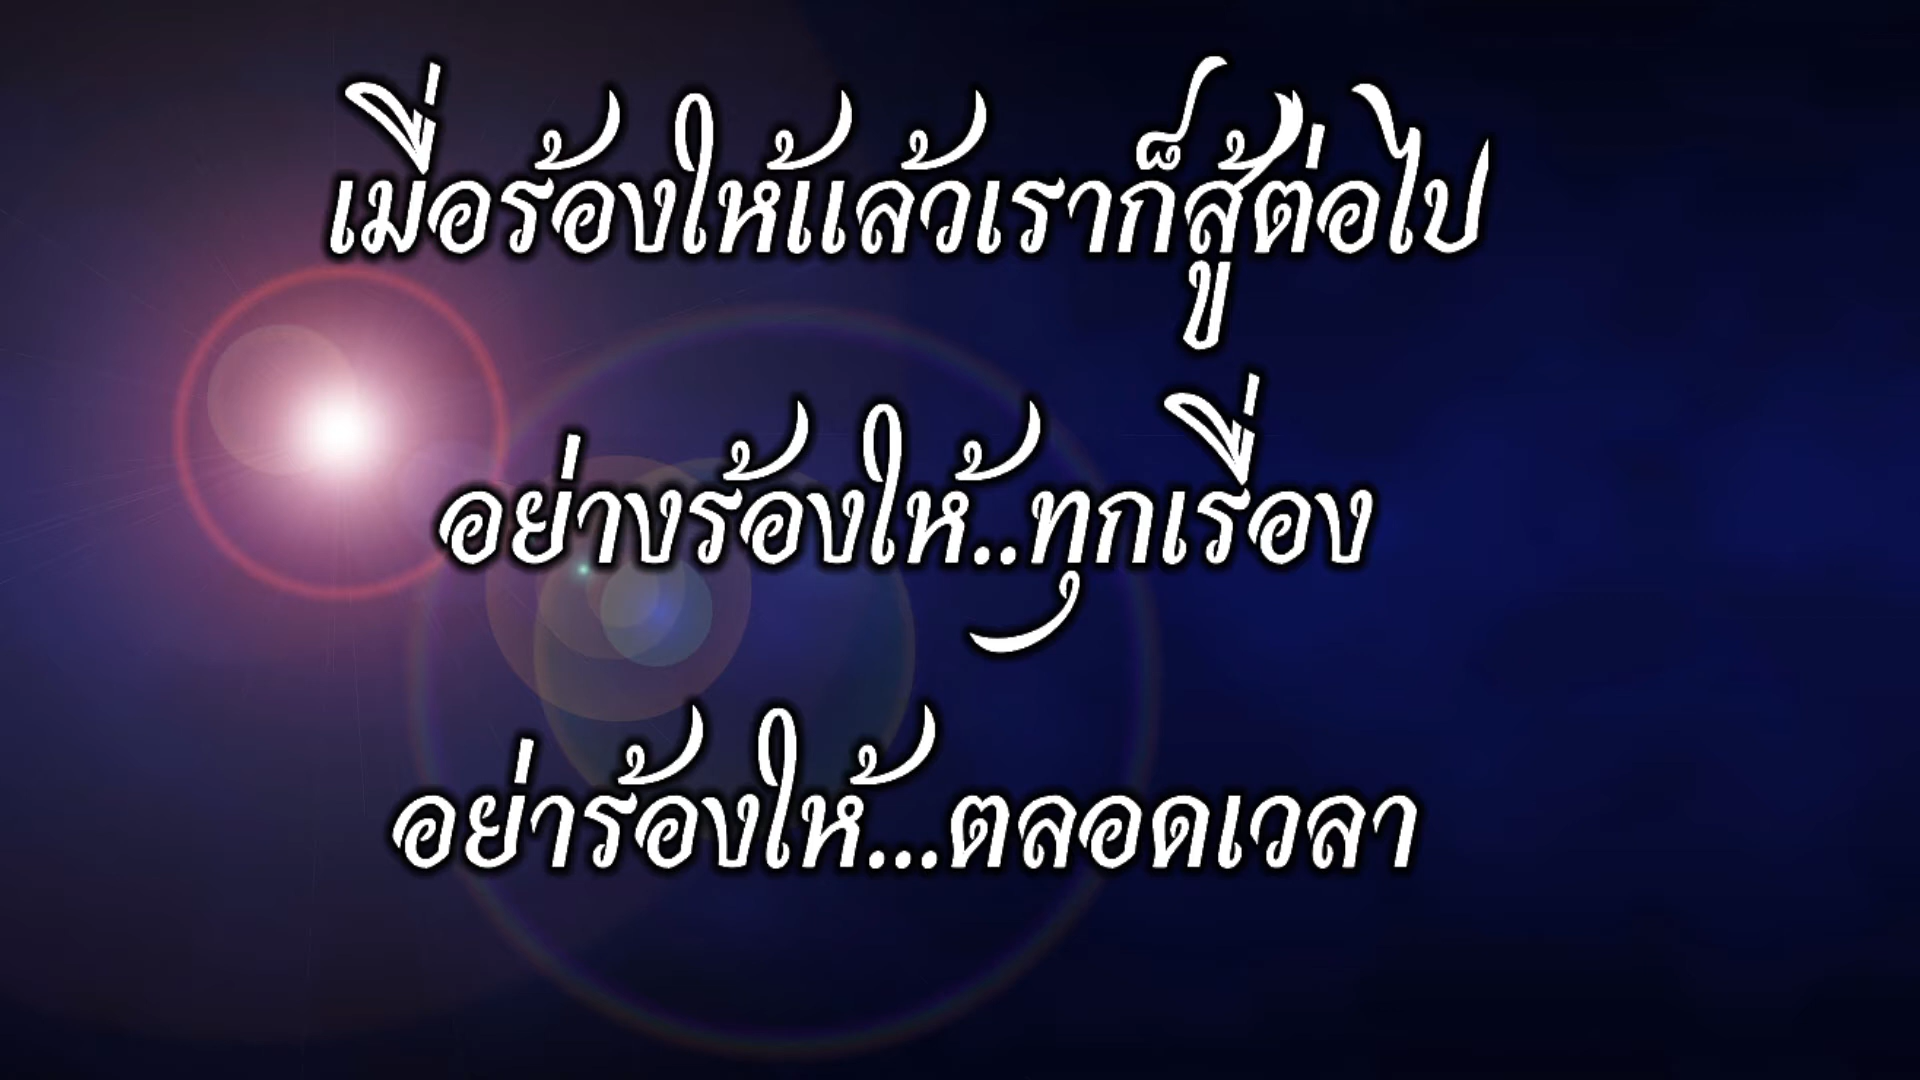 เมื่อร้องให้แล้วเราก็สู้ต่อไป
อย่างร้องให้..ทุกเรื่อง
อย่าร้องให้...ตลอดเวลา